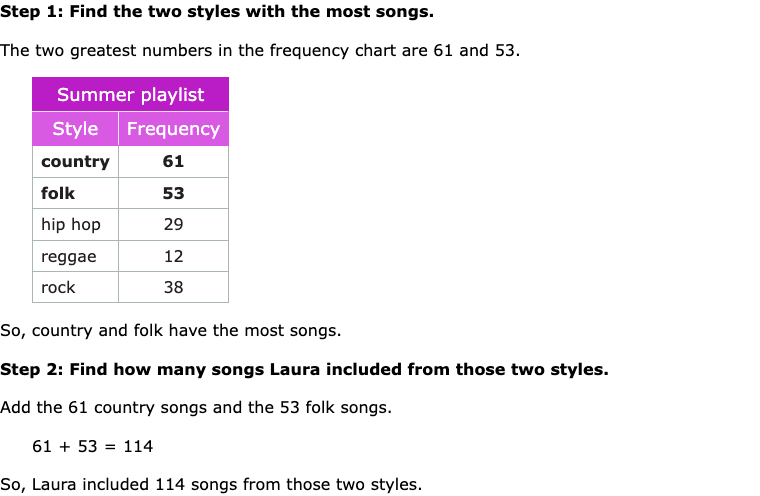 Step 1: Find the two styles with the most songs.
The two greatest numbers in the frequency chart are 61 and 53.
Summer playlist
Style Frequency
country 61
folk 53
hip hop 29
reggae 12
rock 38
So, country and folk have the most songs.
Step 2: Find how many songs Laura included from those two styles.
Add the 61 country songs and the 53 folk songs.
61 + 53 = 114
So, Laura included 114 songs from those two styles.